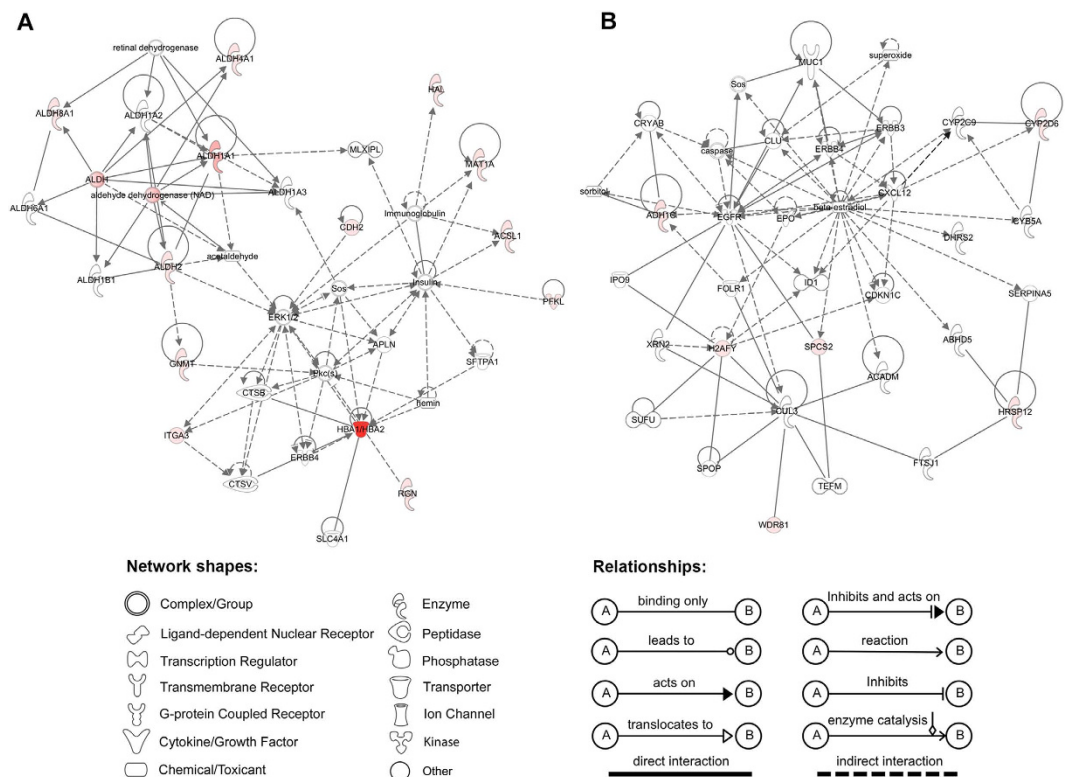 A
retinal dehydrogenase
ALDH4A1
ALDH8A1
ALDH1A2
ALDH1A1
MLXIPL
ALDH
aldehyde dehydrogenase (NAD)
ALDH1A3
ALDH6A1
ALDH1B1
ALDH2
acetaldehyde
HAL
MAT1A
Immunoglobulin
CDH2
ACSL1
Insulin
Sos
PFKL
ERK1/2
APLN
SFTPA1
GNMT
Pkc(s)
CTSB
hemin
ITGA3
HBA1/HBA2
ERBB4
CTSV
RGN
SLC4A1
B
MUC1
superoxide
Sos
CRYAB
CLU
ERBB3
CYP2C9
CYP2D6
caspase
ERBB4
sorbitol
CXCL12
beta-estradiol
ADH1C
EGFR
EPO
CYB5A
DHRS2
IPO9
FOLR1
ID1
CDKN1C
SERPINA5
XRN2
H2AFY
SPCS2
ABHD5
ACADM
SUFU
CUL3
HRSP12
SPOP
FTSJ1
TEFM
WDR81
Network shapes:
Complex/Group
Ligand-dependent Nuclear Receptor
Transcription Regulator
Transmembrane Receptor
G-protein Coupled Receptor
Cytokine/Growth Factor
Chemical/Toxicant
Enzyme
Peptidase
Phosphatase
Transporter
Ion Channel
Kinase
Other
Relationships:
A binding only B
A leads to B
A acts on B
A translocates to B
direct interaction
A Inhibits and acts on B
A reaction B
A Inhibits B
A enzyme catalysis B
indirect interaction